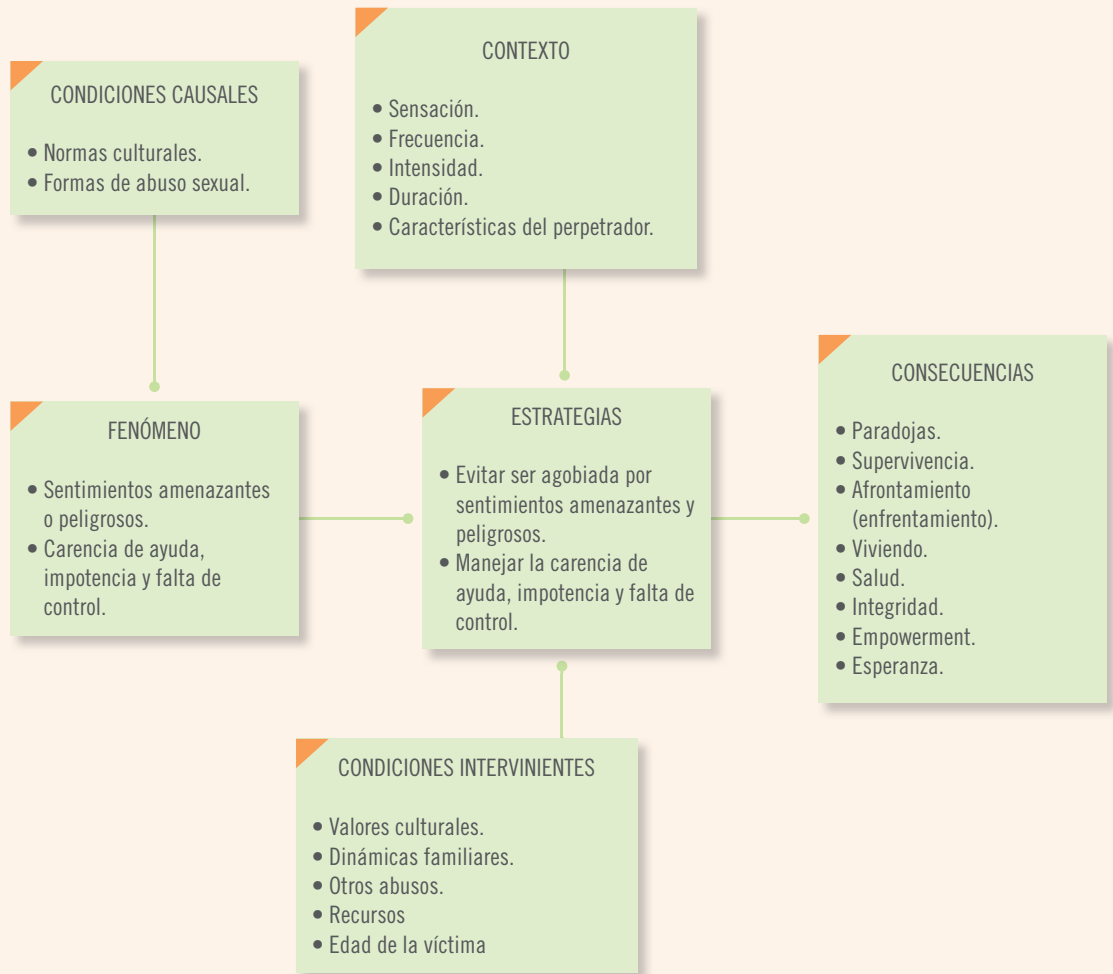 CONTEXTO
• Sensación.
• Frecuencia.
• Intensidad.
• Duración.
• Características del perpetrador.
CONDICIONES CAUSALES
• Normas culturales.
• Formas de abuso sexual.
FENÓMENO
• Sentimientos amenazantes
o peligrosos.
• Carencia de ayuda,
impotencia y falta de
control.
ESTRATEGIAS
• Evitar ser agobiada por
sentimientos amenazantes y
peligrosos.
• Manejar la carencia de
ayuda, impotencia y falta de
control.
CONSECUENCIAS
• Paradojas.
• Supervivencia.
• Afrontamiento
(enfrentamiento).
• Viviendo.
• Salud.
• Integridad.
• Empowerment.
• Esperanza.
CONDICIONES INTERVINIENTES
• Valores culturales.
• Dinámicas familiares.
• Otros abusos.
• Recursos
• Edad de la víctima